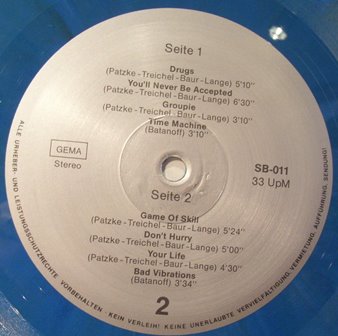 Seite 1
Drugs
(Patzke-Treichel-Baur-Lange) 5'10"
You'll Never Be Accepted
(Patzke-Treichel-Baur-Lange) 6'30"
Groupie
(Patzke-Treichel-Baur-Lange) 3'10"
Time Machine
(Batanoff) 3'10"
GEMA
Stereo
SB-011
33 UpM
Seite 2
Game Of Skill
(Patzke-Treichel-Baur-Lange) 5'24"
Don't Hurry
(Patzke-Treichel-Baur-Lange) 5'00"
Your Life
(Patzke-Treichel-Baur-Lange) 4'30"
Bad Vibrations
(Batanoff) 3'34"
2
ALLE URHEBER- UND LEISTUNGSSCHUTZRECHTE VORBEHALTEN KEIN VERLEIH! KEINE UNERLAUBTE VERVIELFÄLTIGUNG, VERMIETUNG, AUFFÜHRUNG, SENDUNG!